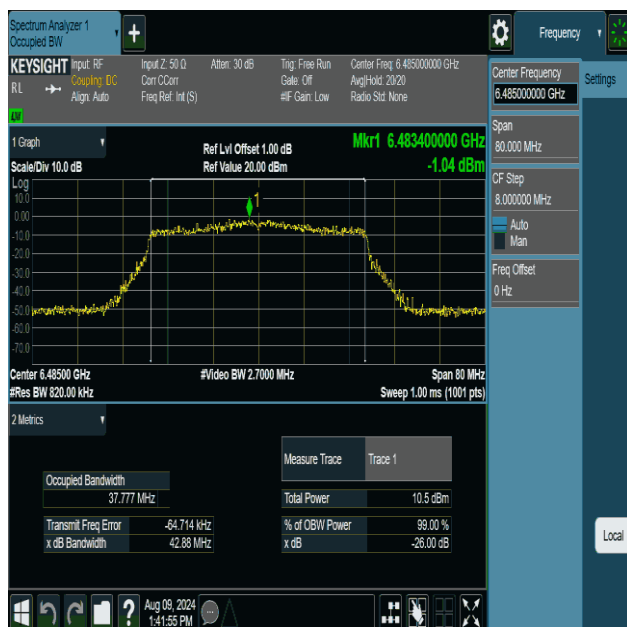 Spectrum Analyzer 1
Occupied BW
Frequency
KEYSIGHT
RL
Input: RF
Coupling: DC
Align: Auto
Input Z: 50 Ω
Corr CCorr
Freq Ref: Int (S)
Atten: 30 dB
Trig: Free Run
Gate: Off
#IF Gain: Low
Center Freq: 6.485000000 GHz
Avg|Hold: 20/20
Radio Std: None
Center Frequency
6.485000000 GHz
Settings
Span
80.000 MHz
CF Step
8.000000 MHz
Auto
Man
Freq Offset
0 Hz
Local
1 Graph
Scale/Div 10.0 dB
Ref Lvl Offset 1.00 dB
Ref Value 20.00 dBm
Mkr1 6.483400000 GHz
-1.04 dBm
Log
10.0
0.00
-10.0
-20.0
-30.0
-40.0
-50.0
-60.0
-70.0
1
Center 6.48500 GHz
#Res BW 820.00 kHz
#Video BW 2.7000 MHz
Span 80 MHz
Sweep 1.00 ms (1001 pts)
2 Metrics
Measure Trace Trace 1
Occupied Bandwidth
37.777 MHz
Total Power 10.5 dBm
Transmit Freq Error -64.714 kHz
% of OBW Power 99.00 %
x dB Bandwidth 42.88 MHz
x dB -26.00 dB
?
Aug 09, 2024
1:41:55 PM